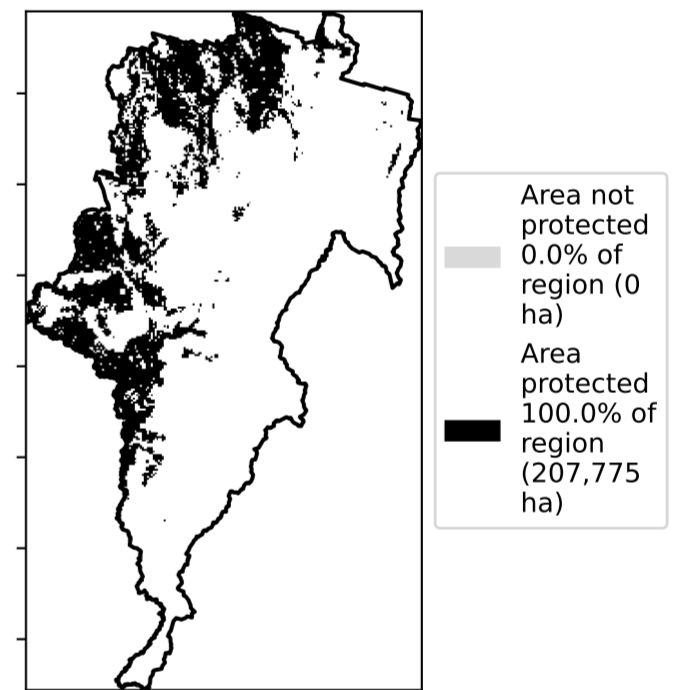 Area not
protected
0.0% of
region (0
ha)
Area
protected
100.0% of
region
(207,775
ha)